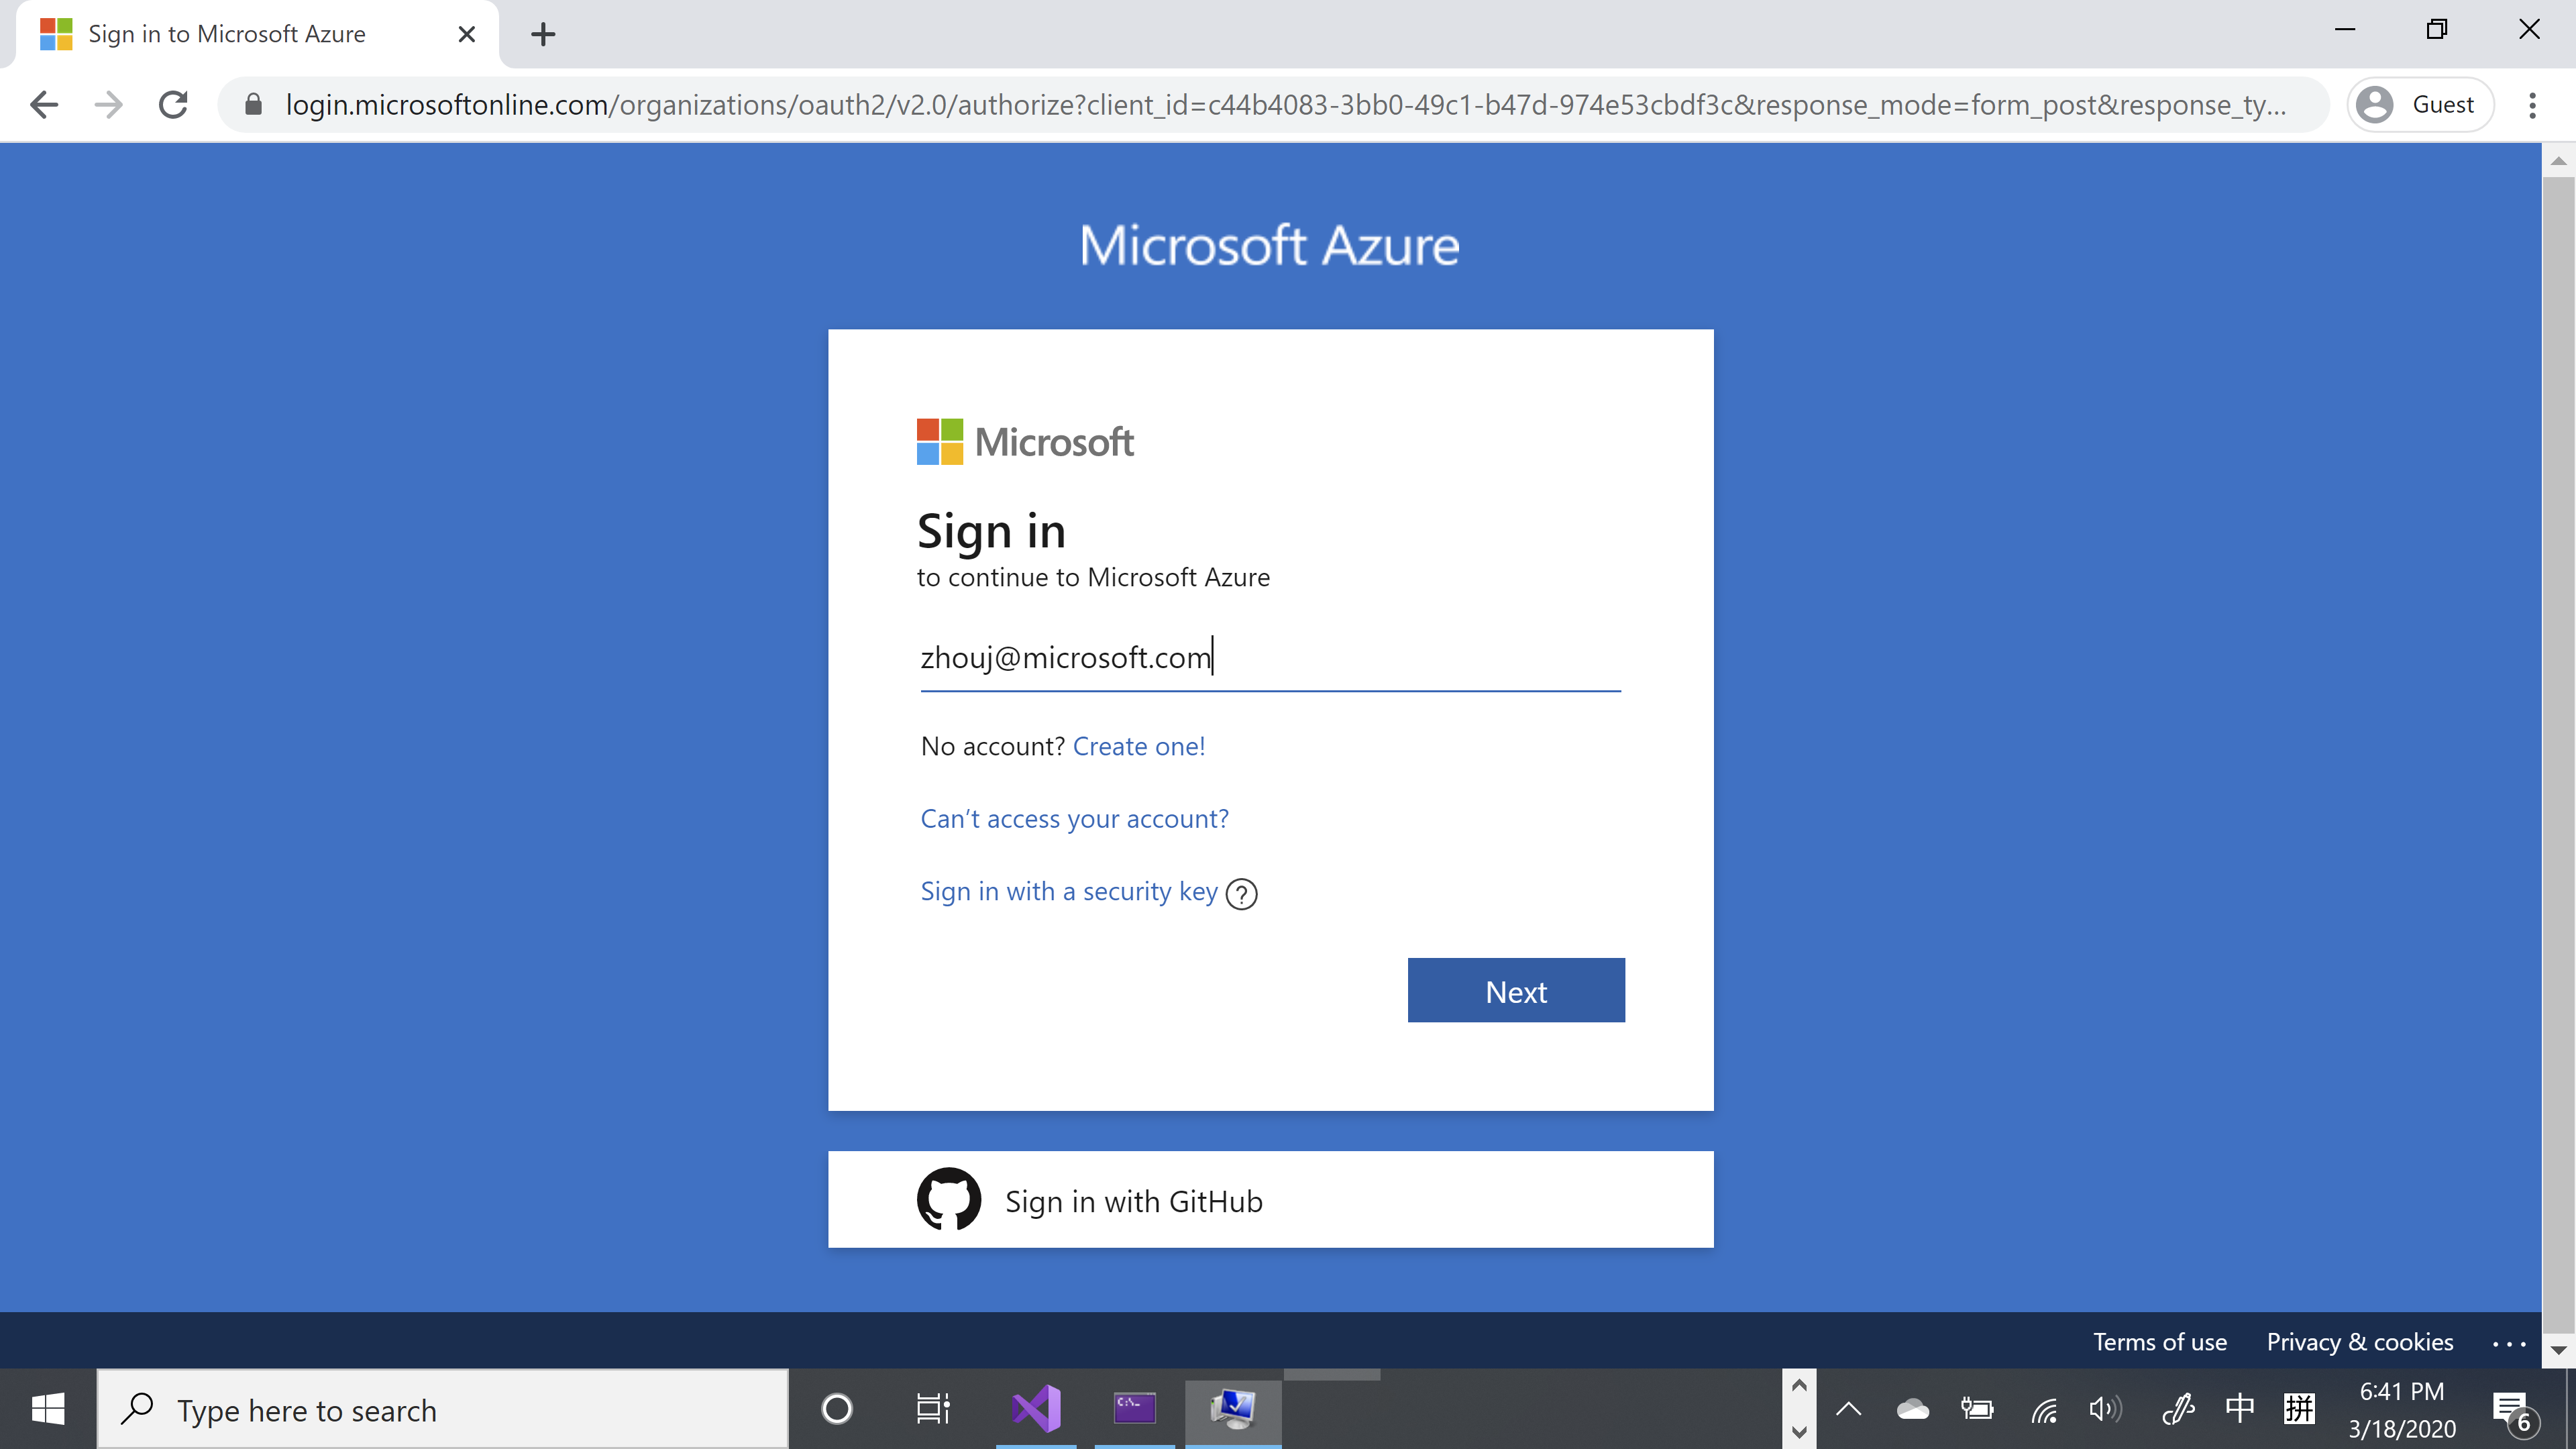 Sign in to Microsoft Azure
login.microsoftonline.com/organizations/oauth2/v2.0/authorize?client_id=c44b4083-3bb0-49c1-b47d-974e53cbdf3c&response_mode=form_post&response_ty...
Guest
Microsoft Azure
Microsoft
Sign in
to continue to Microsoft Azure
zhouj@microsoft.com
No account? Create one!
Can't access your account?
Sign in with a security key ?
Next
Sign in with GitHub
Terms of use Privacy & cookies ...
Type here to search
C:\_
中
拼
6:41 PM
3/18/2020
6